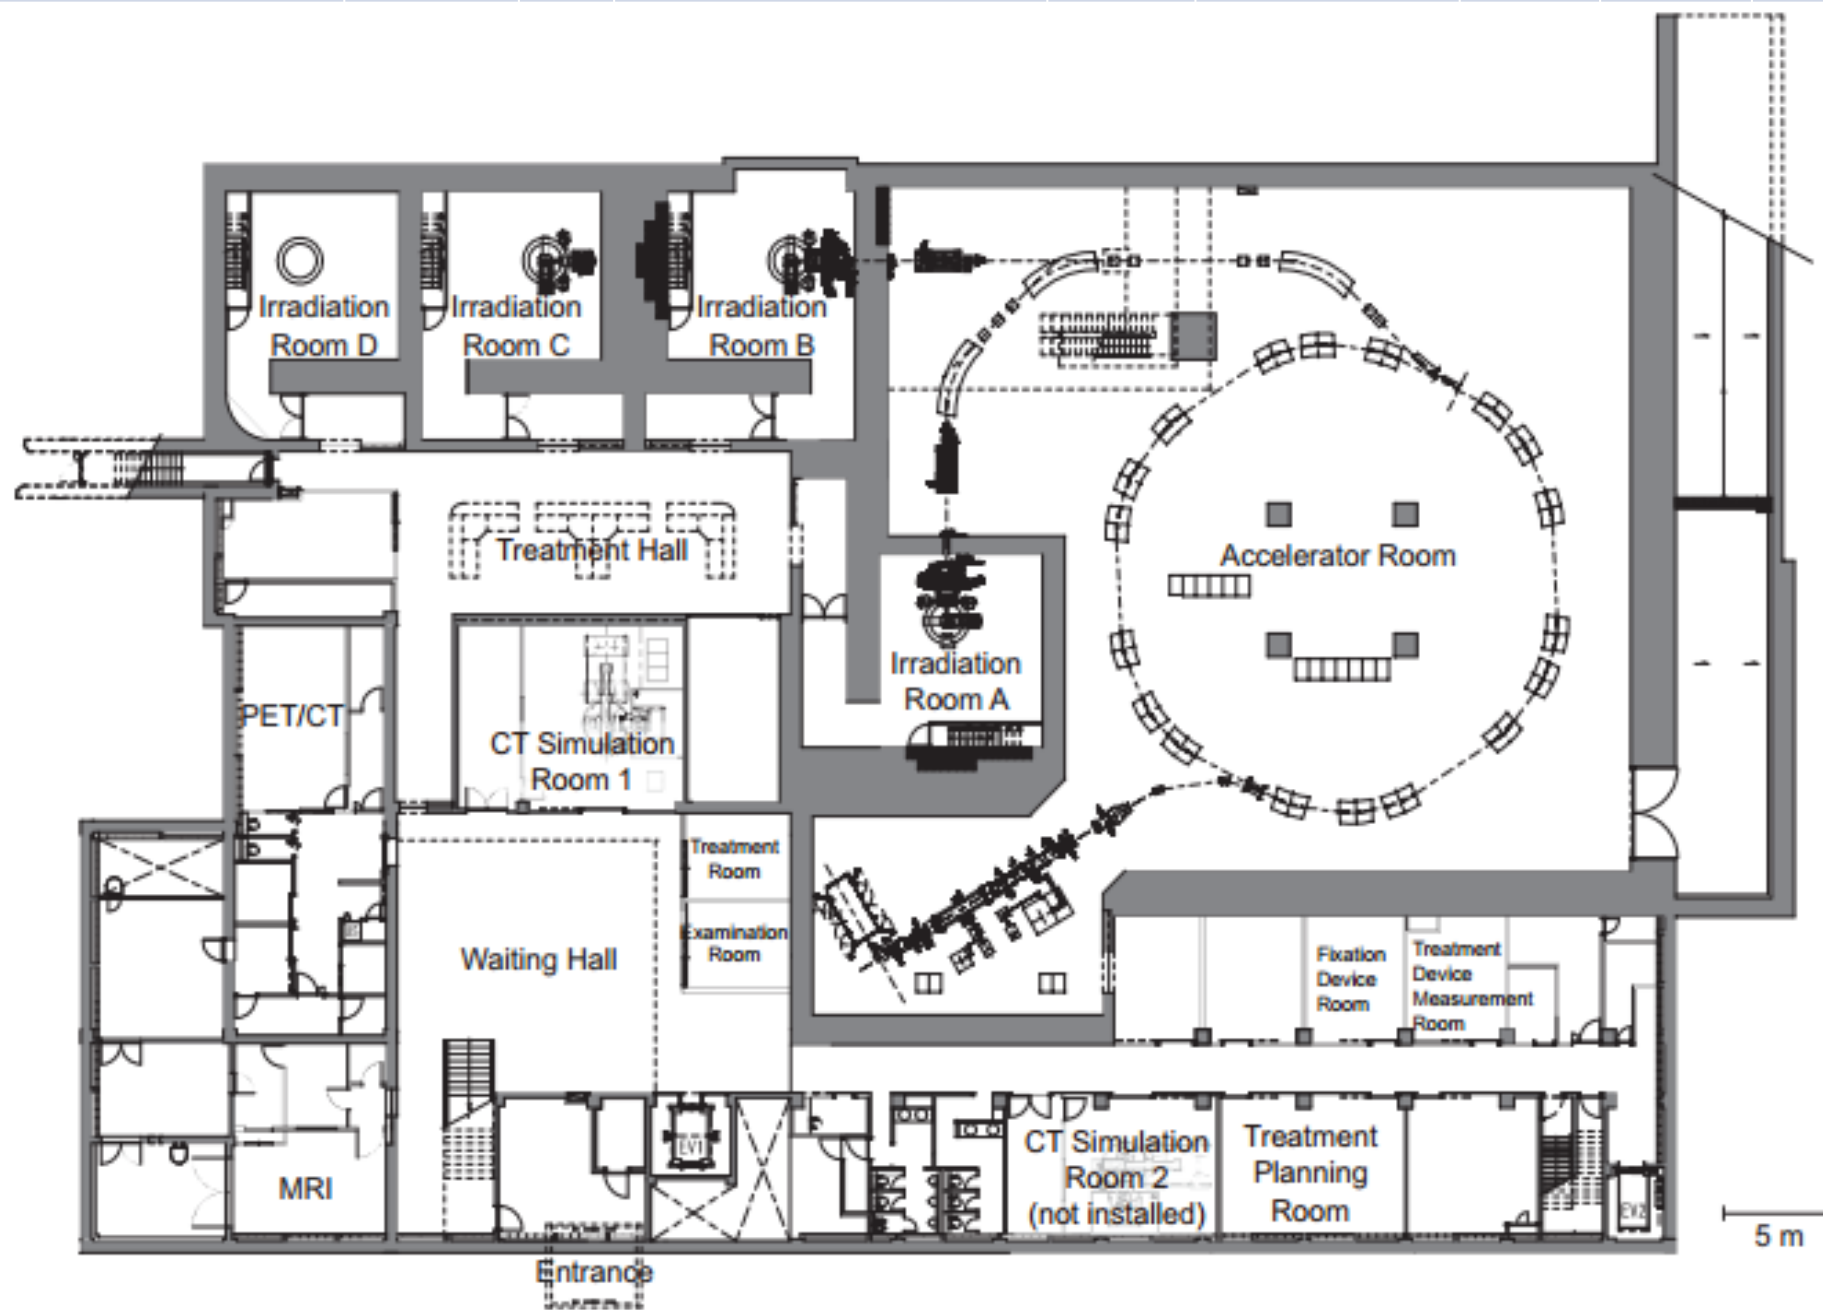 Irradiation
Room D
Irradiation
Room C
Irradiation
Room B
Treatment Hall
Accelerator Room
Irradiation
Room A
PET/CT
CT Simulation
Room 1
Treatment
Room
Examination
Room
Waiting Hall
Fixation
Device
Room
Treatment
Device
Measurement
Room
MRI
EV1
CT Simulation
Room 2
(not installed)
Treatment
Planning
Room
EV2
5 m
Entrance